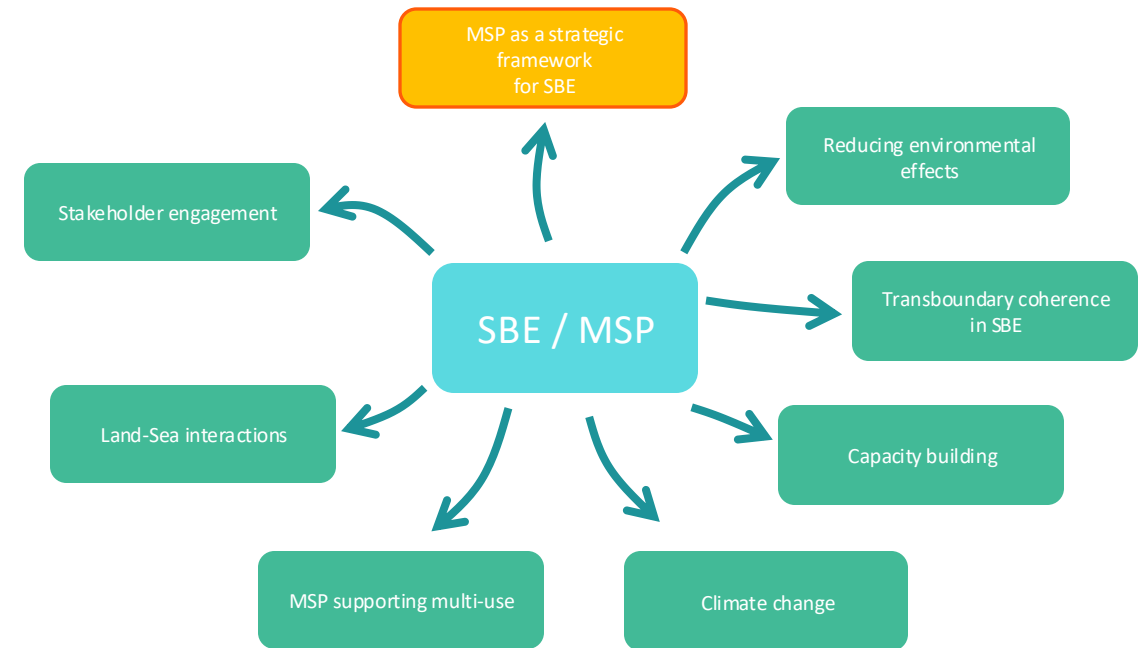 MSP as a strategic
framework
for SBE
Reducing environmental
effects
Stakeholder engagement
Transboundary coherence
in SBE
SBE / MSP
Land-Sea interactions
Capacity building
MSP supporting multi-use
Climate change